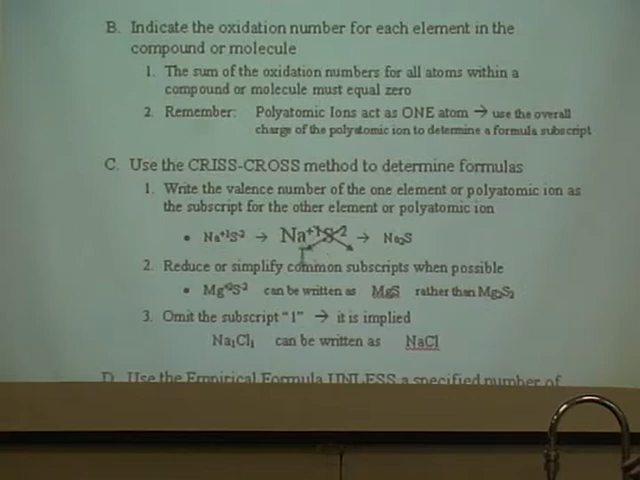 B. Indicate the oxidation number for each element in the
compound or molecule
1. The sum of the oxidation numbers for all atoms within a
compound or molecule must equal zero
2. Remember: Polyatomic Ions act as ONE atom → use the overall
charge of the polyatomic ion to determine a formula subscript
C. Use the CRISS-CROSS method to determine formulas
1. Write the valence number of the one element or polyatomic ion as
the subscript for the other element or polyatomic ion
• Na⁺¹S⁻² → Na⁺¹S⁻² → Na₂S
2. Reduce or simplify common subscripts when possible
• Mg⁺²S⁻² can be written as MgS rather than Mg₂S₂
3. Omit the subscript "1" → it is implied
Na₁Cl₁ can be written as NaCl
D. Use the Empirical Formula UNLESS a specified number of